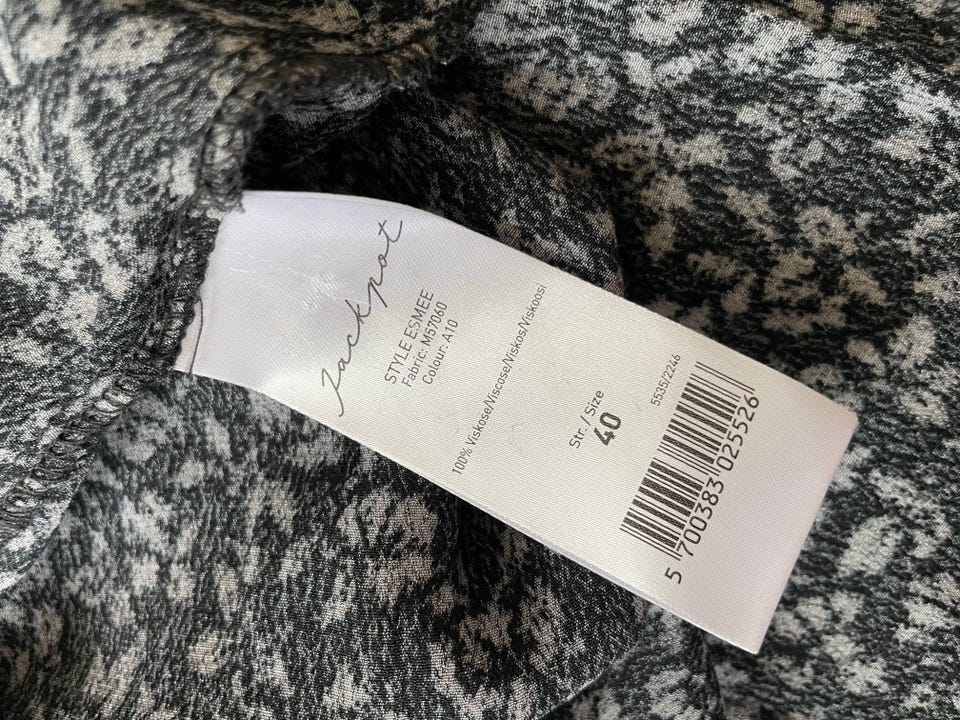 Jackpot
STYLE ESMEE
Fabric: M57060
Colour: A10
100% Viskose/Viscose/Viskos/Viskoosi
Str. / Size
40
5535/2246
5 700383 025526